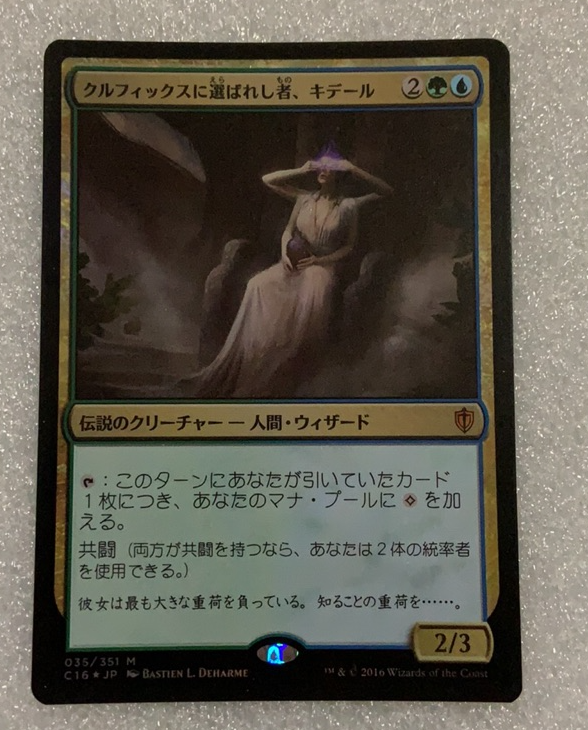 クルフィックスに選ばれし者、キデール 2
伝説のクリーチャー ― 人間・ウィザード
：このターンにあなたが引いていたカード
1枚につき、あなたのマナ・プールに を加
える。
共闘（両方が共闘を持つなら、あなたは2体の統率者
を使用できる。）
彼女は最も大きな重荷を負っている。知ることの重荷を……。
2/3
035/351 M
C16★JP BASTIEN L. DEHARME
™ & © 2016 Wizards of the Coast